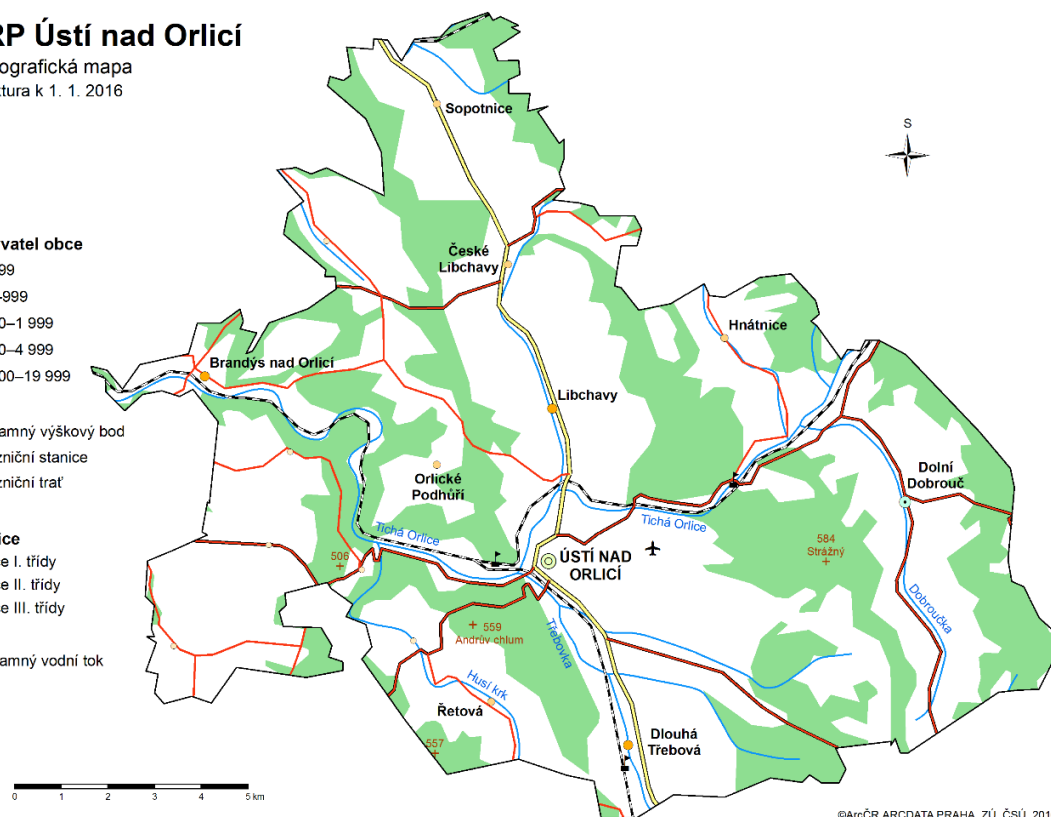 RP Ústí nad Orlicí
ografická mapa
ktura k 1. 1. 2016
S
Sopotnice
České
Libchavy
Hnátnice
Brandýs nad Orlicí
Libchavy
Orlické
Podhůří
Dolní
Dobrouč
Tichá Orlice
Tichá Orlice
506
ÚSTÍ NAD
ORLICÍ
584
Strážný
Dobroučka
559
Andrův chlum
Třebovka
Husí krk
Řetová
557
Dlouhá
Třebová
vatel obce
99
999
0–1 999
0–4 999
00–19 999
amný výškový bod
zniční stanice
zniční trať
ice
ce I. třídy
ce II. třídy
ce III. třídy
amný vodní tok
0 1 2 3 4 5 km
©ArcČR ARCDATA PRAHA, ZÚ, ČSÚ, 201